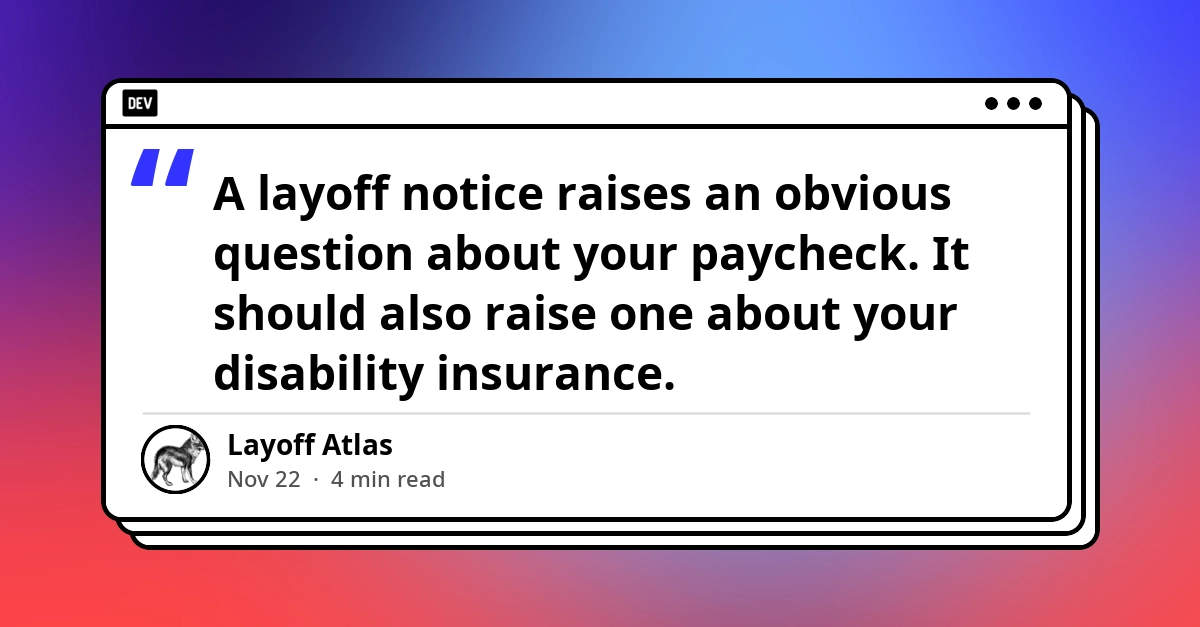 DEV
“ A layoff notice raises an obvious
question about your paycheck. It
should also raise one about your
disability insurance.
Layoff Atlas
Nov 22 · 4 min read